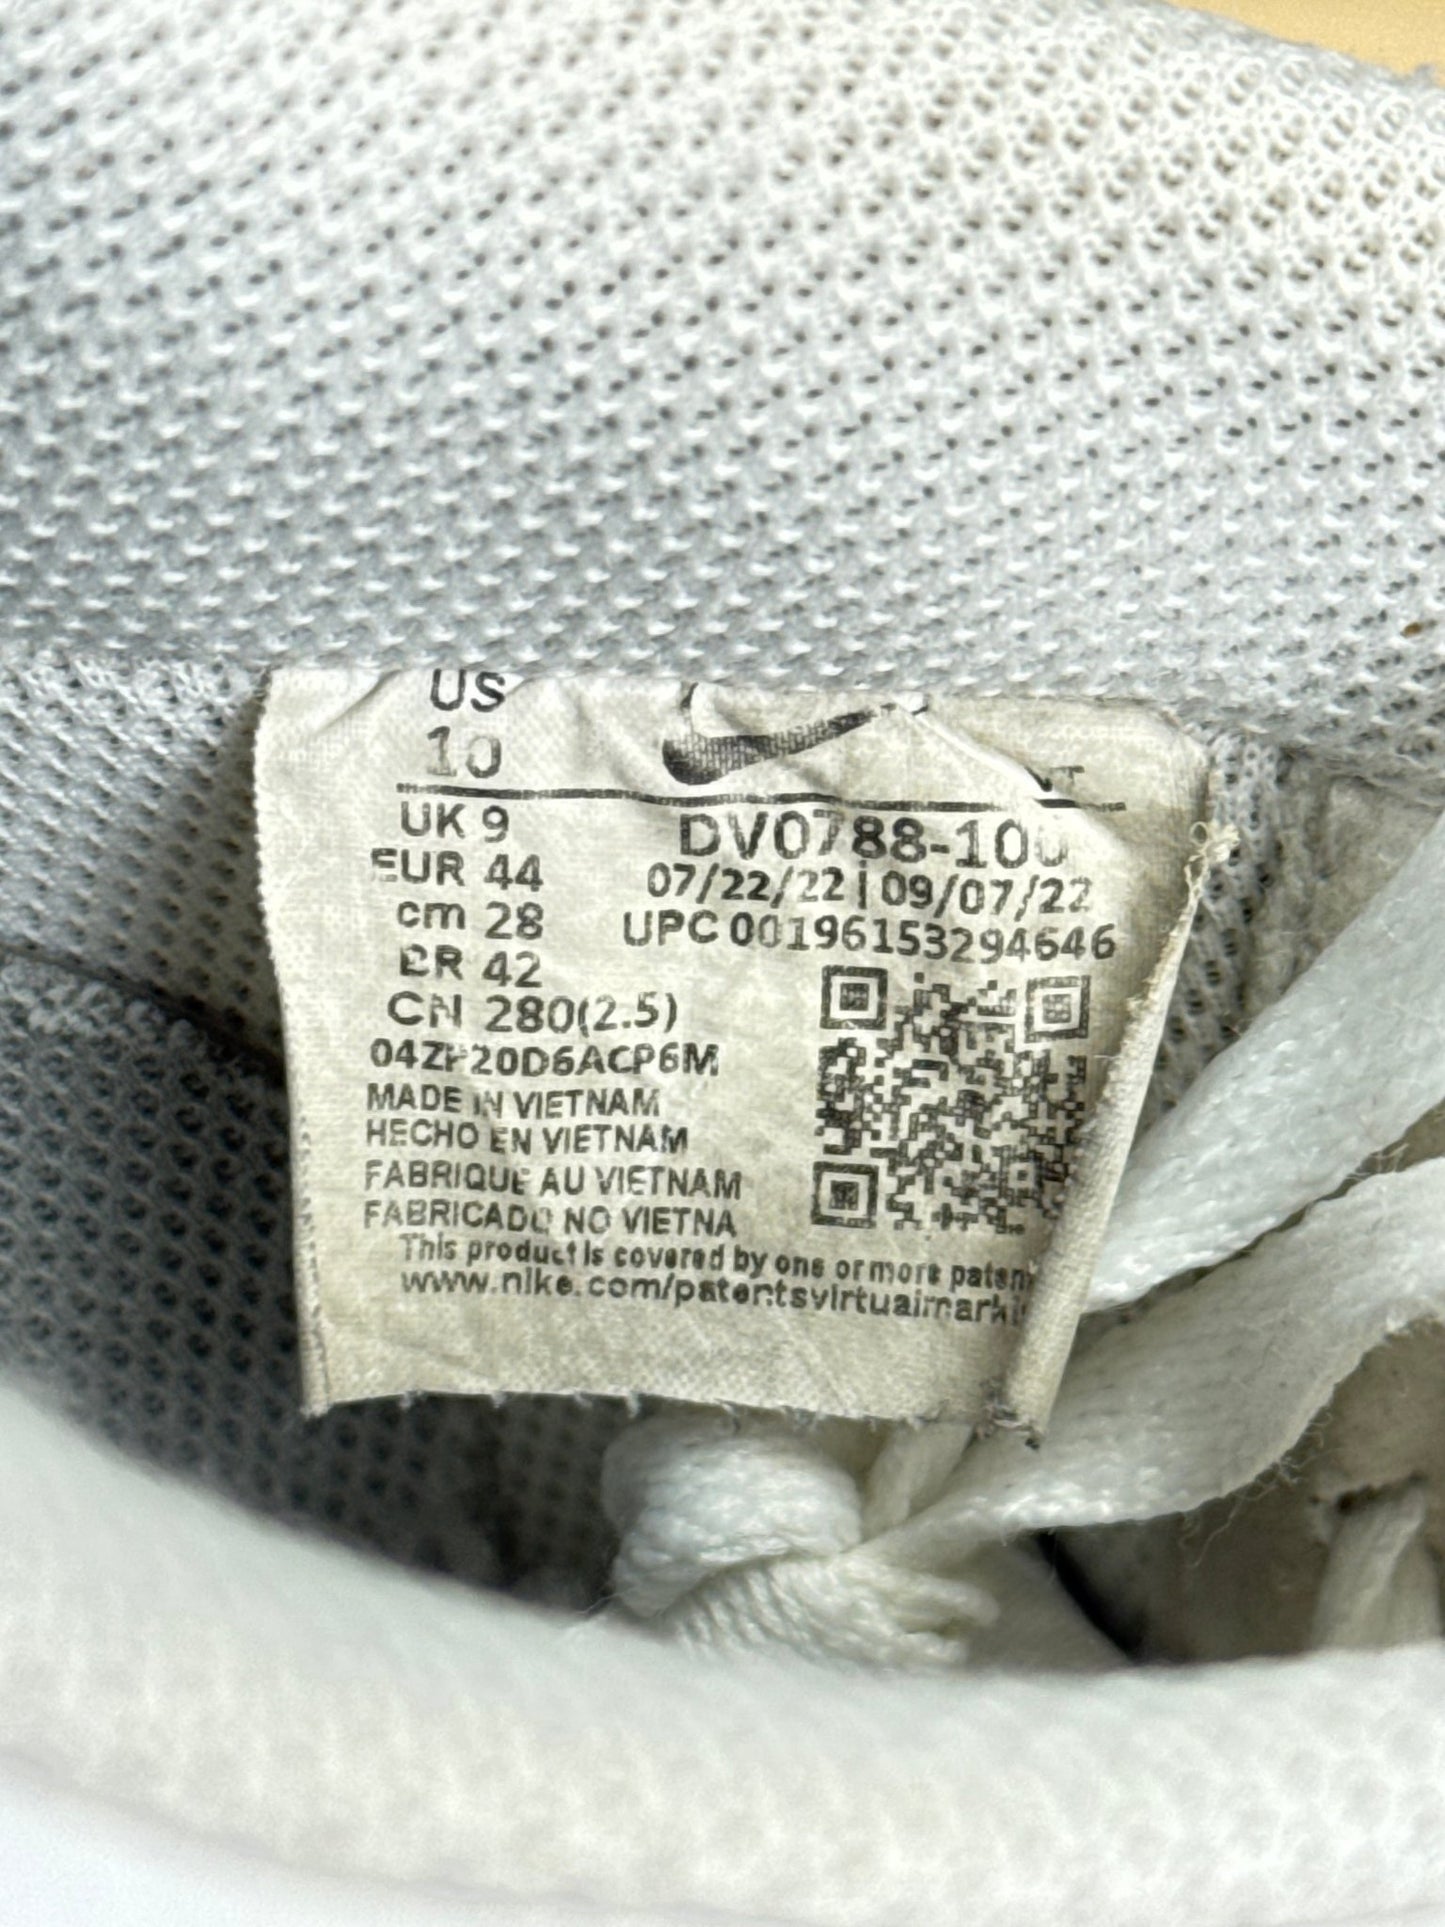 US
10
UK 9
EUR 44
cm 28
BR 42
CN 280(2.5)
DV0788-100
07/22/22 | 09/07/22
UPC 00196153294646
04ZP20D6ACP6M
MADE IN VIETNAM
HECHO EN VIETNAM
FABRIQUE AU VIETNAM
FABRICADO NO VIETNA
This product is covered by one or more
www.nike.com/patentsvirtualmarki